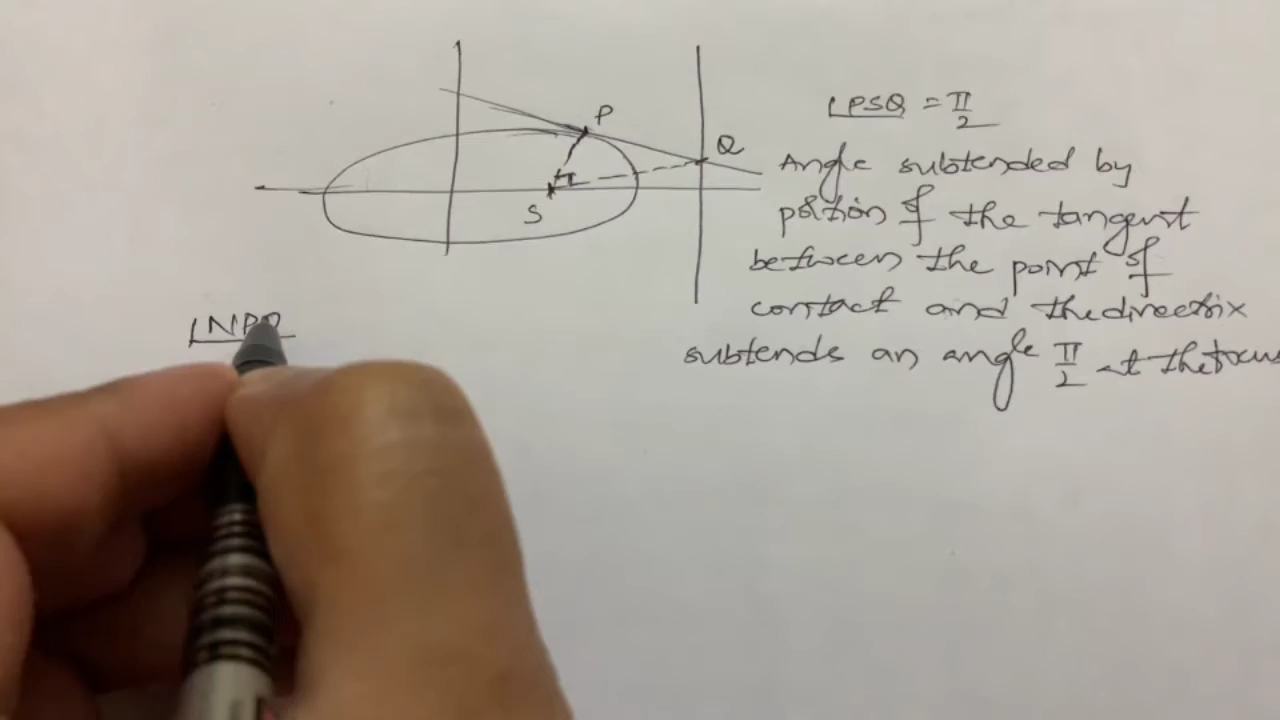 P
Q
S
∠PSQ = π/2
Angle subtended by
portion of the tangent
between the point of
contact and the directrix
subtends an angle π/2 at the focus